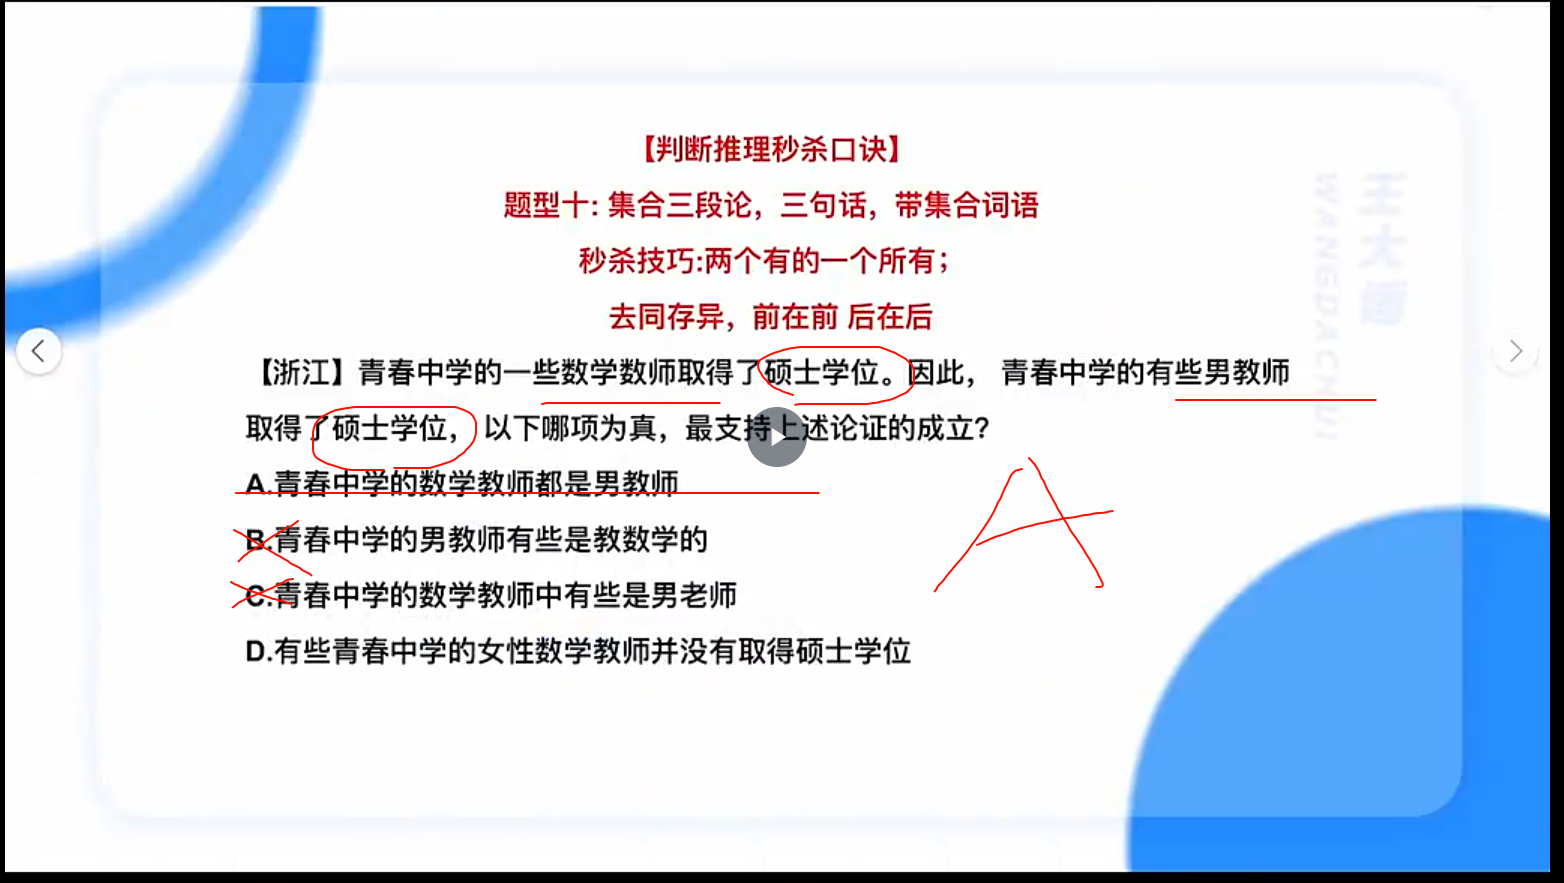 【判断推理秒杀口诀】
题型十: 集合三段论，三句话，带集合词语
秒杀技巧:两个有的一个所有；
去同存异，前在前 后在后
【浙江】青春中学的一些数学数师取得了硕士学位。因此， 青春中学的有些男教师
取得了硕士学位， 以下哪项为真，最支持上述论证的成立?
A.青春中学的数学教师都是男教师
B.青春中学的男教师有些是教数学的
C.青春中学的数学教师中有些是男老师
D.有些青春中学的女性数学教师并没有取得硕士学位
A
王大